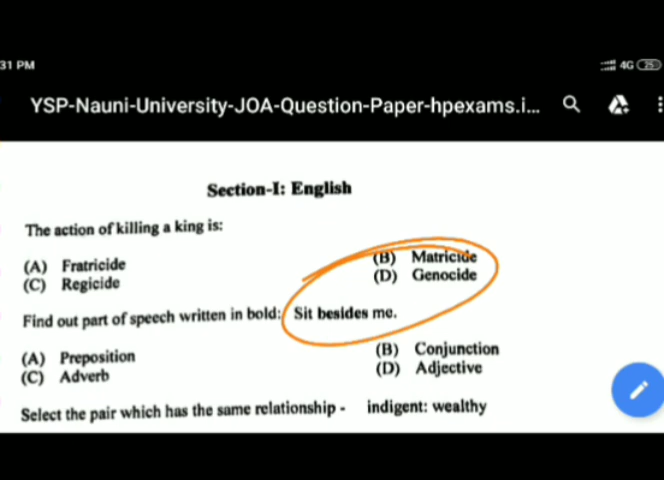 31 PM
4G 25
YSP-Nauni-University-JOA-Question-Paper-hpexams.i...
Section-I: English
The action of killing a king is:
(A) Fratricide (B) Matricide
(C) Regicide (D) Genocide
Find out part of speech written in bold: Sit besides me.
(A) Preposition (B) Conjunction
(C) Adverb (D) Adjective
Select the pair which has the same relationship - indigent: wealthy